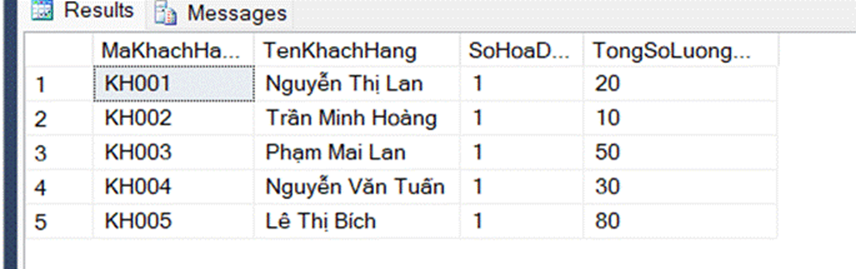 Results Messages
MaKhachHa... TenKhachHang SoHoaD... TongSoLuong...
1 KH001 Nguyễn Thị Lan 1 20
2 KH002 Trần Minh Hoàng 1 10
3 KH003 Phạm Mai Lan 1 50
4 KH004 Nguyễn Văn Tuấn 1 30
5 KH005 Lê Thị Bích 1 80